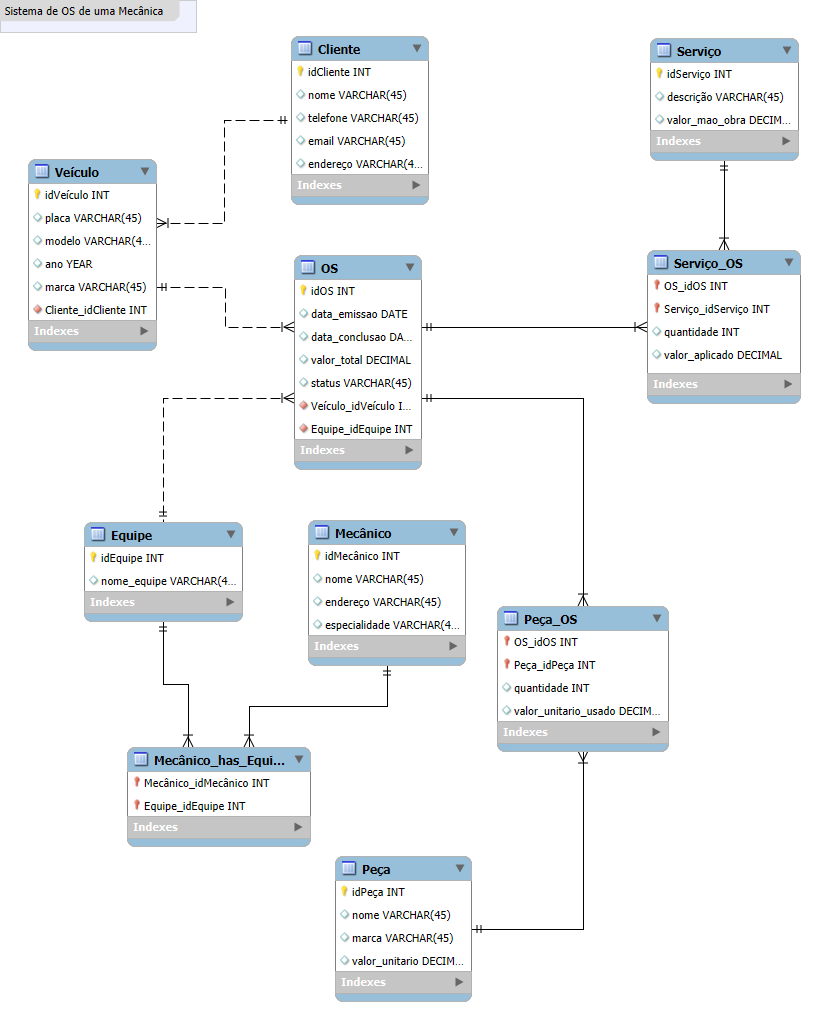 Sistema de OS de uma Mecânica
Cliente
idCliente INT
nome VARCHAR(45)
telefone VARCHAR(45)
email VARCHAR(45)
endereço VARCHAR(4...
Indexes
Serviço
idServiço INT
descrição VARCHAR(45)
valor_mao_obra DECIM...
Indexes
Veículo
idVeículo INT
placa VARCHAR(45)
modelo VARCHAR(4...
ano YEAR
marca VARCHAR(45)
Cliente_idCliente INT
Indexes
OS
idOS INT
data_emissao DATE
data_conclusao DA...
valor_total DECIMAL
status VARCHAR(45)
Veículo_idVeículo I...
Equipe_idEquipe INT
Indexes
Serviço_OS
OS_idOS INT
Serviço_idServiço INT
quantidade INT
valor_aplicado DECIMAL
Indexes
Equipe
idEquipe INT
nome_equipe VARCHAR(4...
Indexes
Mecânico
idMecânico INT
nome VARCHAR(45)
endereço VARCHAR(45)
especialidade VARCHAR(4...
Indexes
Peça_OS
OS_idOS INT
Peça_idPeça INT
quantidade INT
valor_unitario_usado DECIM...
Indexes
Mecânico_has_Equi...
Mecânico_idMecânico INT
Equipe_idEquipe INT
Indexes
Peça
idPeça INT
nome VARCHAR(45)
marca VARCHAR(45)
valor_unitario DECIM...
Indexes